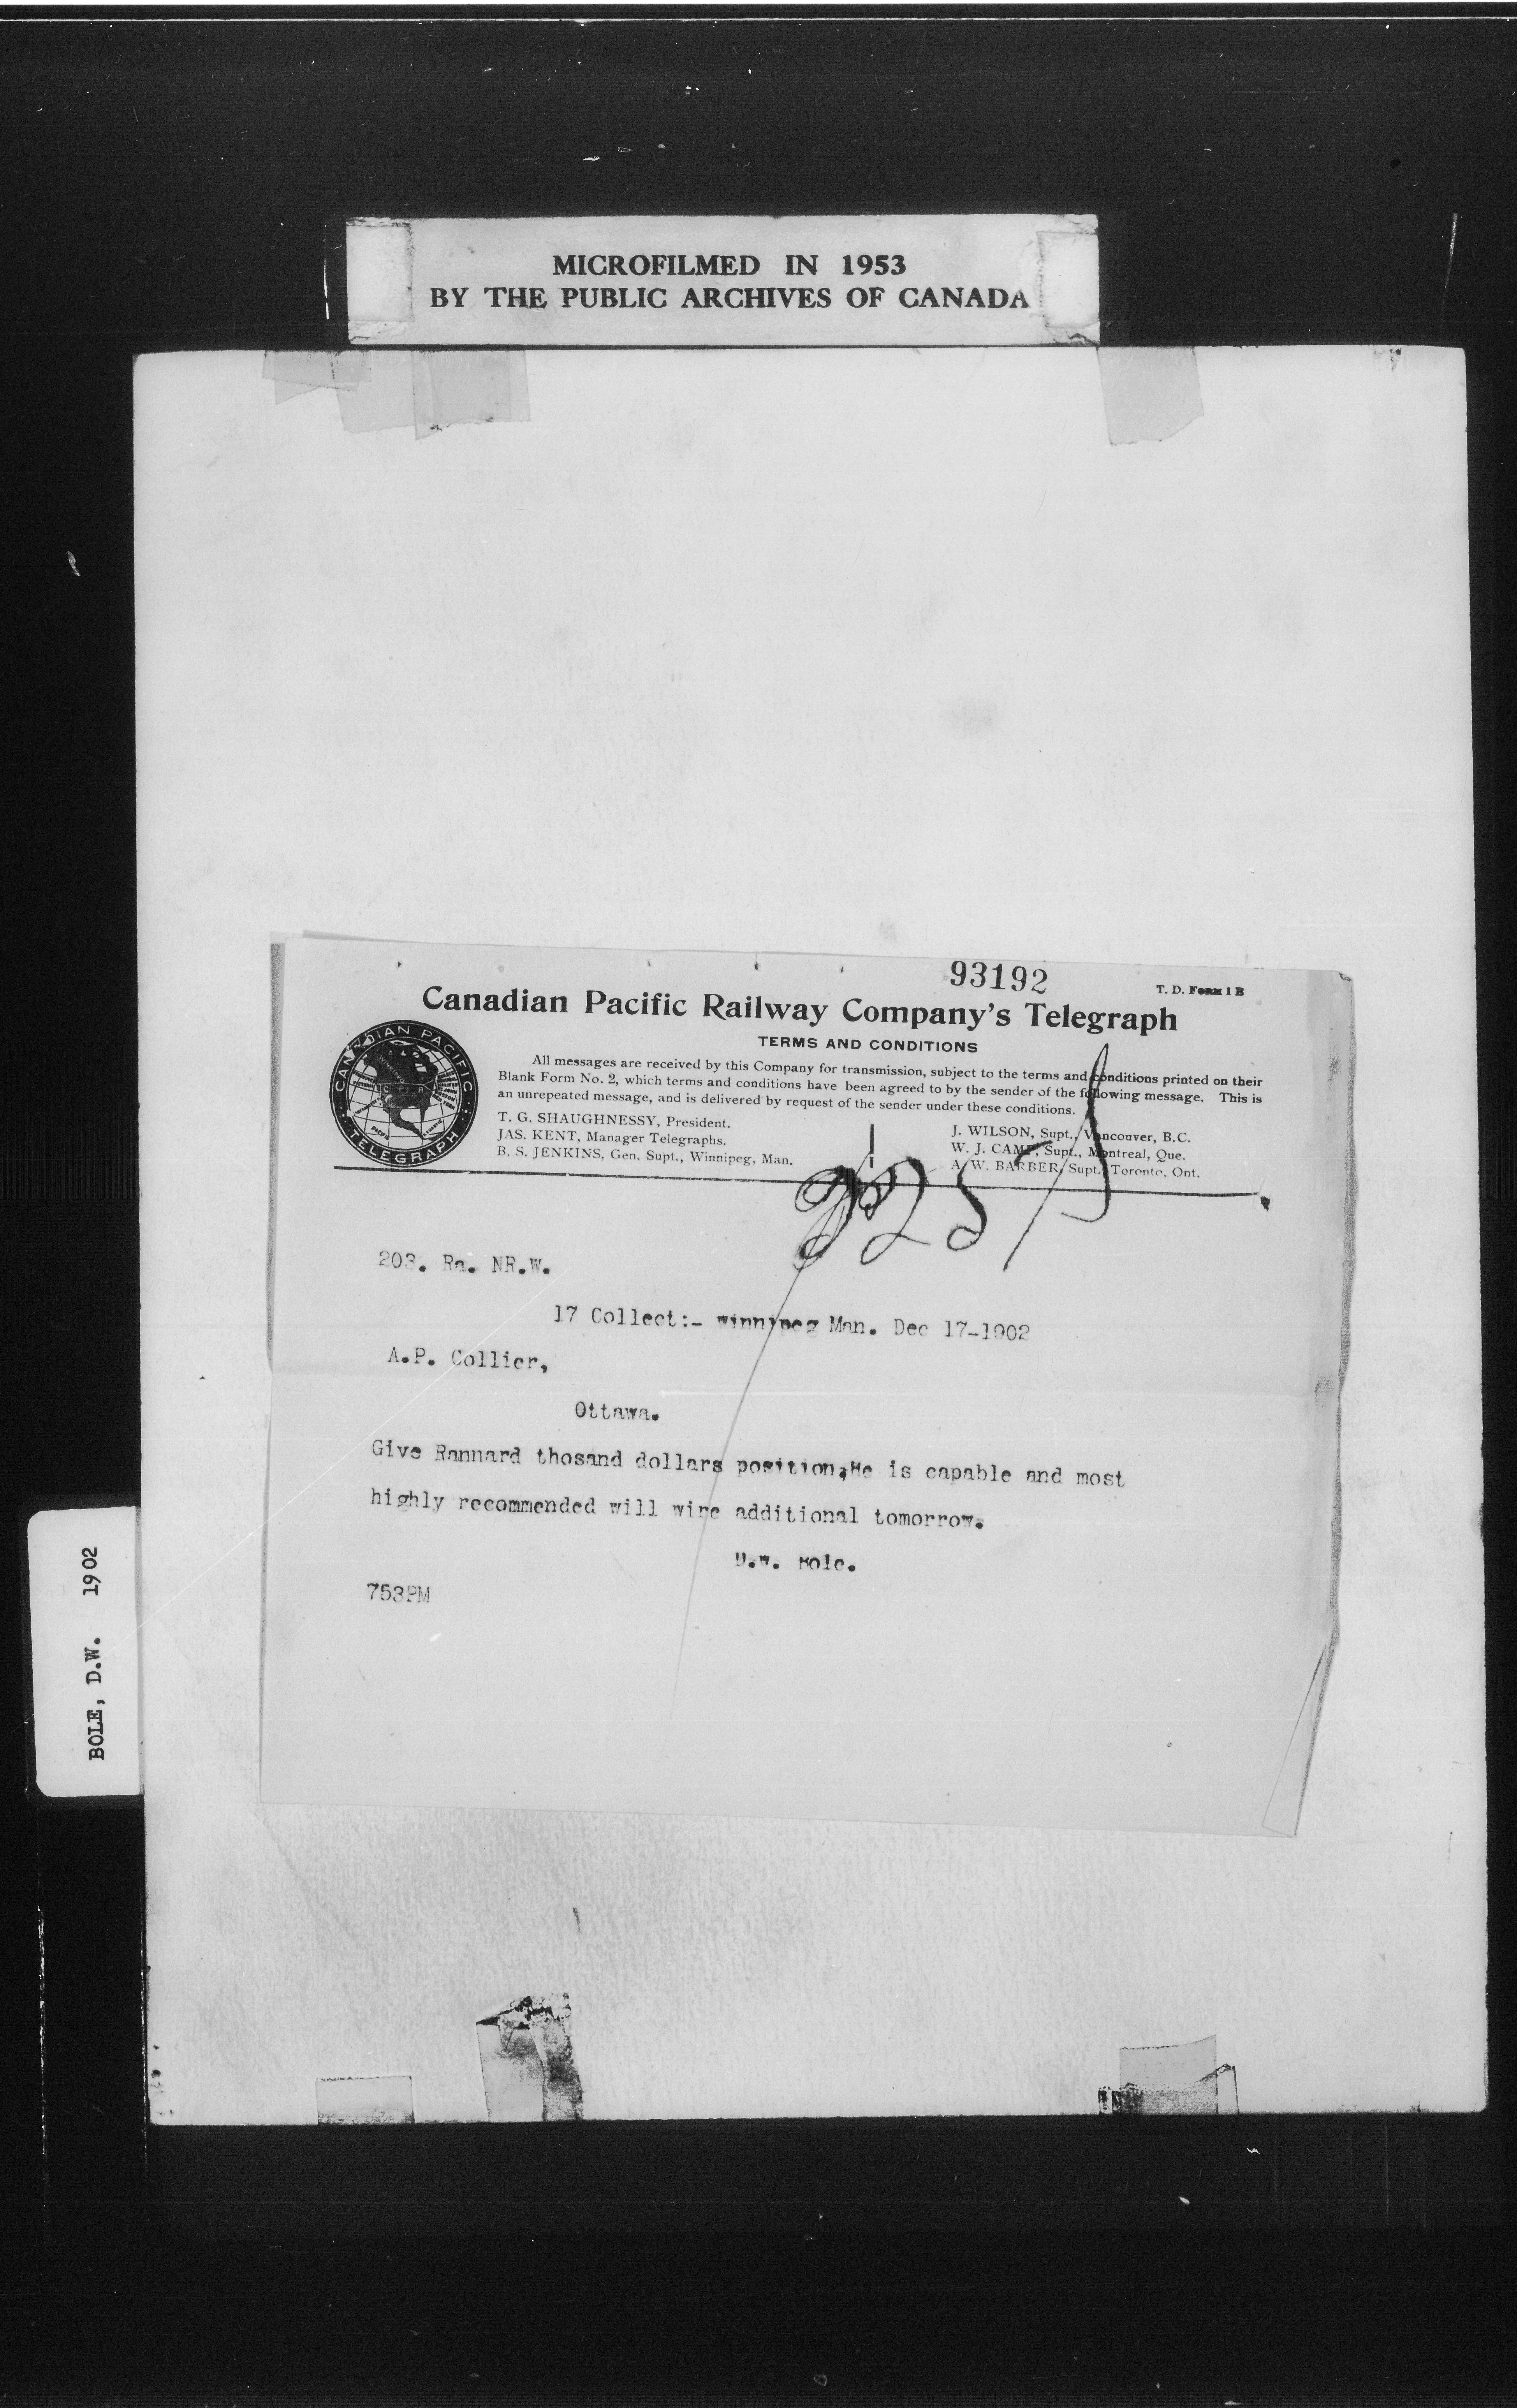 MICROFILMED IN 1953
BY THE PUBLIC ARCHIVES OF CANADA
93192
T. D. Form 1 B
Canadian Pacific Railway Company's Telegraph
TERMS AND CONDITIONS
CANADIAN PACIFIC
TELEGRAPH
All messages are received by this Company for transmission, subject to the terms and conditions printed on their
Blank Form No. 2, which terms and conditions have been agreed to by the sender of the following message. This is
an unrepeated message, and is delivered by request of the sender under these conditions.
T. G. SHAUGHNESSY, President.
JAS. KENT, Manager Telegraphs.
B. S. JENKINS, Gen. Supt., Winnipeg, Man.
J. WILSON, Supt., Vancouver, B.C.
W. J. CAMP, Supt., Montreal, Que.
A. W. BARBER, Supt., Toronto, Ont.
203. Ra. NR.W.
17 Collect:- Winnipeg Man. Dec 17-1902
A.P. Collier,
Ottawa.
Give Rannard thosand dollars position,He is capable and most
highly recommended will wire additional tomorrow.
D.W. Bole.
753PM
BOLE, D.W. 1902